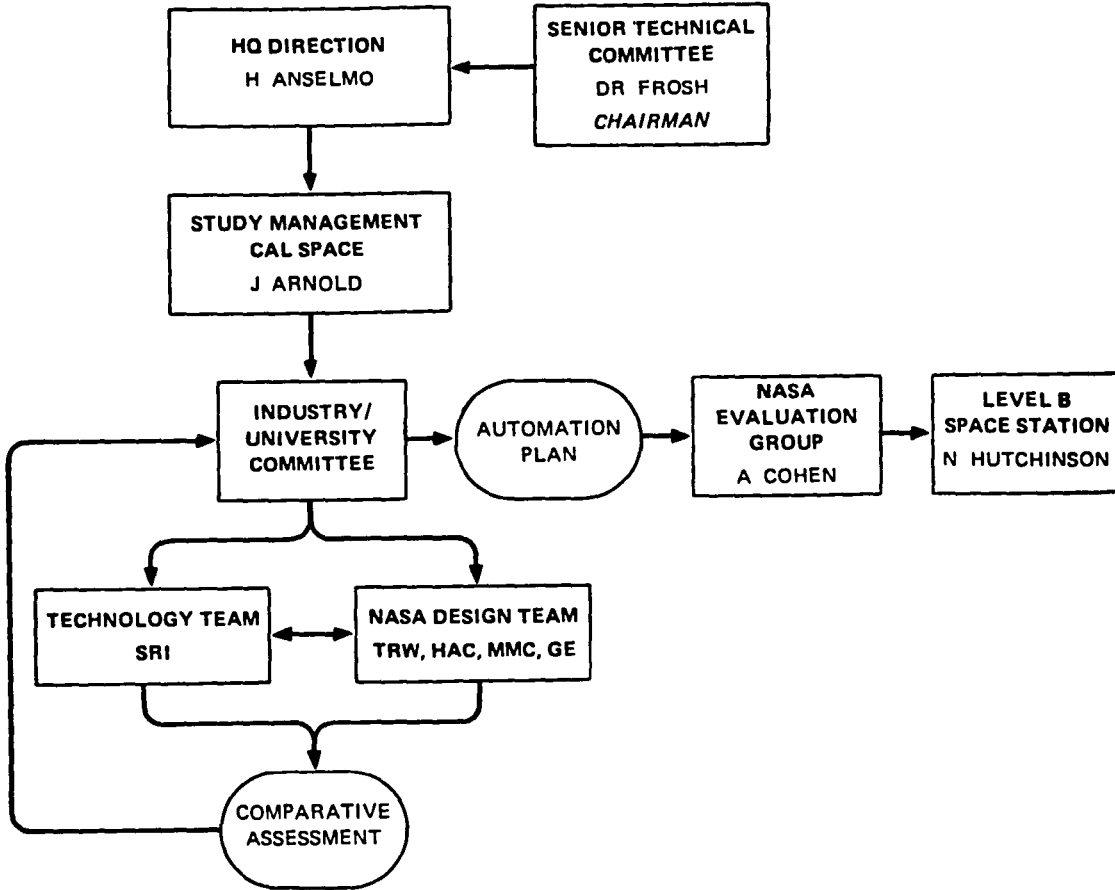 HQ DIRECTION
H ANSELMO
SENIOR TECHNICAL
COMMITTEE
DR FROSH
CHAIRMAN
STUDY MANAGEMENT
CAL SPACE
J ARNOLD
INDUSTRY/
UNIVERSITY
COMMITTEE
AUTOMATION
PLAN
NASA
EVALUATION
GROUP
A COHEN
LEVEL B
SPACE STATION
N HUTCHINSON
TECHNOLOGY TEAM
SRI
NASA DESIGN TEAM
TRW, HAC, MMC, GE
COMPARATIVE
ASSESSMENT